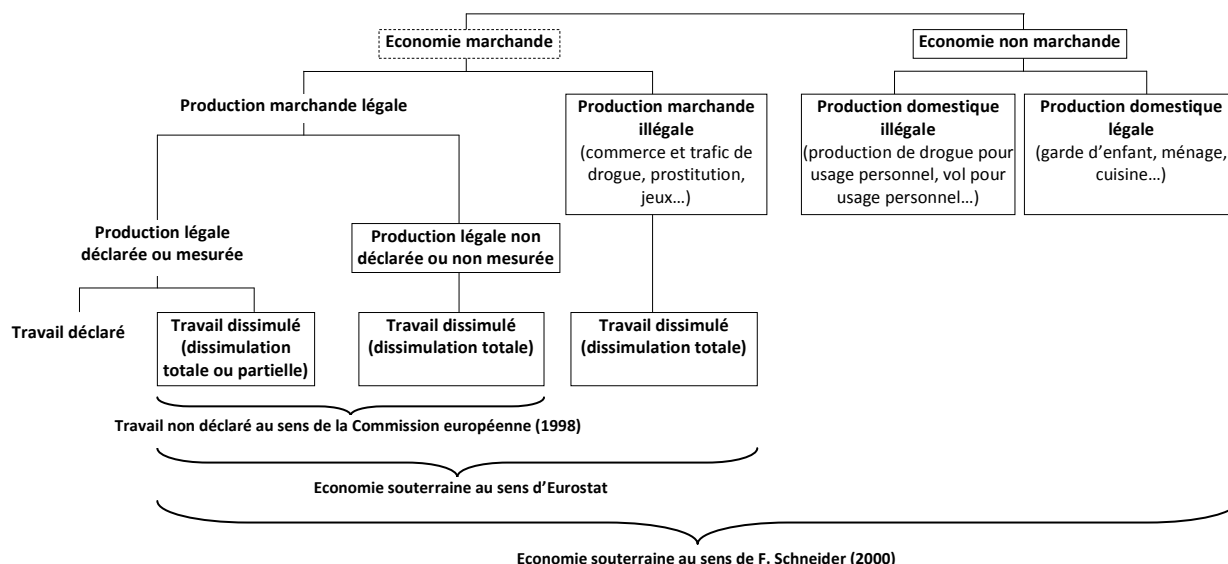 Economie marchande
Economie non marchande
Production marchande légale
Production marchande
illégale
(commerce et trafic de
drogue, prostitution,
jeux…)
Production domestique
illégale
(production de drogue pour
usage personnel, vol pour
usage personnel…)
Production domestique
légale
(garde d’enfant, ménage,
cuisine…)
Production légale
déclarée ou mesurée
Production légale non
déclarée ou non mesurée
Travail déclaré
Travail dissimulé
(dissimulation
totale ou partielle)
Travail dissimulé
(dissimulation totale)
Travail dissimulé
(dissimulation totale)
Travail non déclaré au sens de la Commission européenne (1998)
Economie souterraine au sens d’Eurostat
Economie souterraine au sens de F. Schneider (2000)